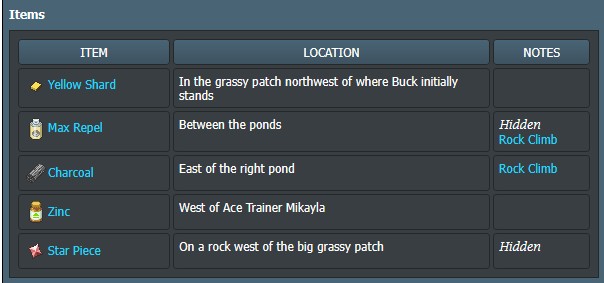 Items
ITEM LOCATION NOTES
Yellow Shard In the grassy patch northwest of where Buck initially
stands
Max Repel Between the ponds Hidden
Rock Climb
Charcoal East of the right pond Rock Climb
Zinc West of Ace Trainer Mikayla
Star Piece On a rock west of the big grassy patch Hidden